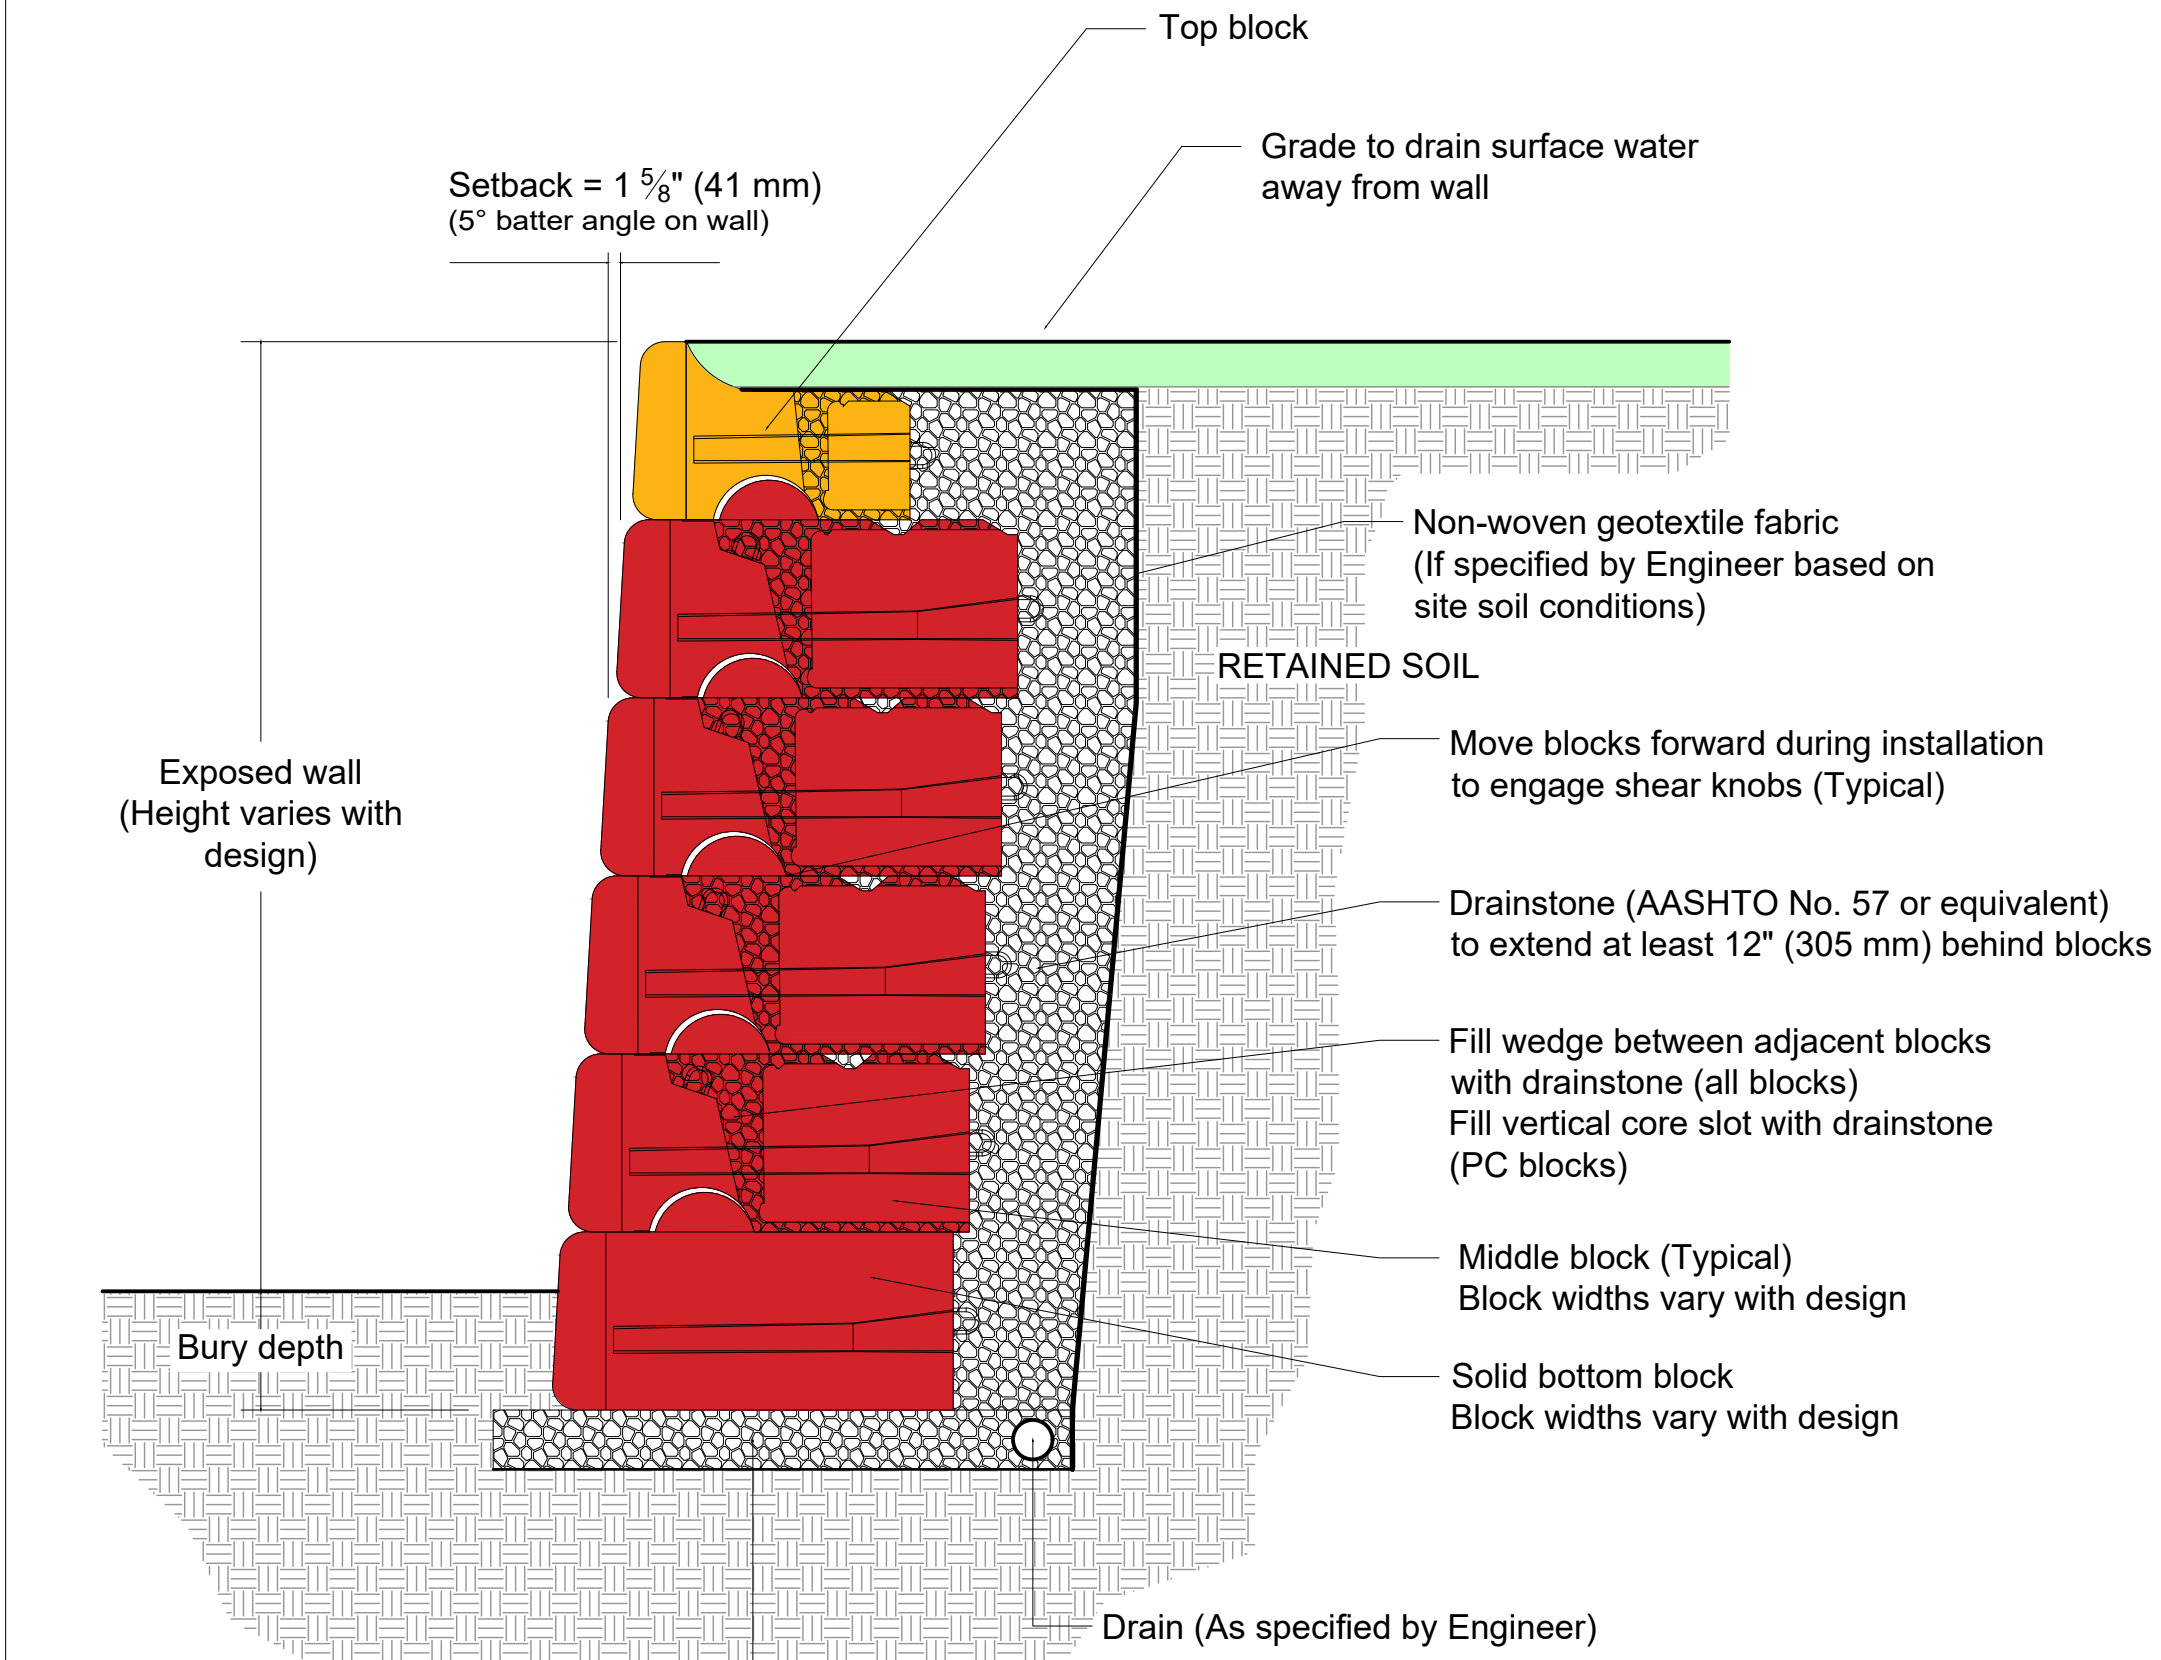 Top block
Grade to drain surface water
away from wall
Setback = 1 ⅝" (41 mm)
(5° batter angle on wall)
Non-woven geotextile fabric
(If specified by Engineer based on
site soil conditions)
RETAINED SOIL
Exposed wall
(Height varies with
design)
Move blocks forward during installation
to engage shear knobs (Typical)
Drainstone (AASHTO No. 57 or equivalent)
to extend at least 12" (305 mm) behind blocks
Fill wedge between adjacent blocks
with drainstone (all blocks)
Fill vertical core slot with drainstone
(PC blocks)
Middle block (Typical)
Block widths vary with design
Bury depth
Solid bottom block
Block widths vary with design
Drain (As specified by Engineer)